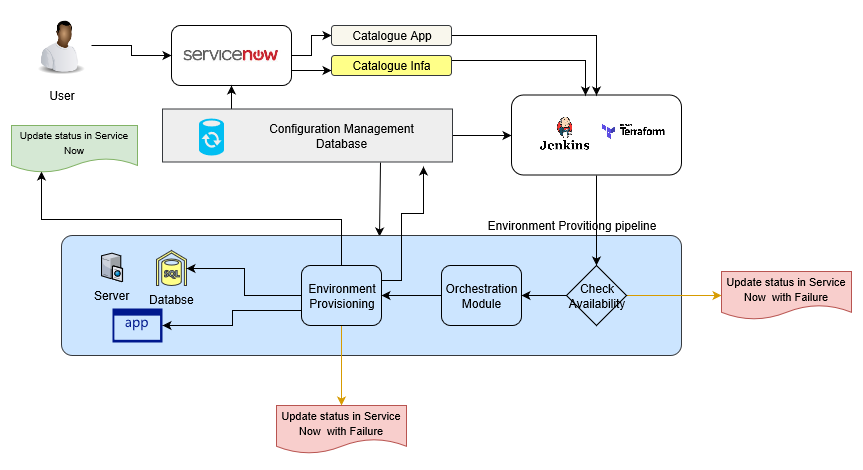 User
servicenow
Catalogue App
Catalogue Infa
Update status in Service
Now
Configuration Management
Database
Jenkins
Terraform
Environment Provitiong pipeline
Server
SQL
Databse
app
Environment
Provisioning
Orchestration
Module
Check
Availability
Update status in Service
Now with Failure
Update status in Service
Now with Failure